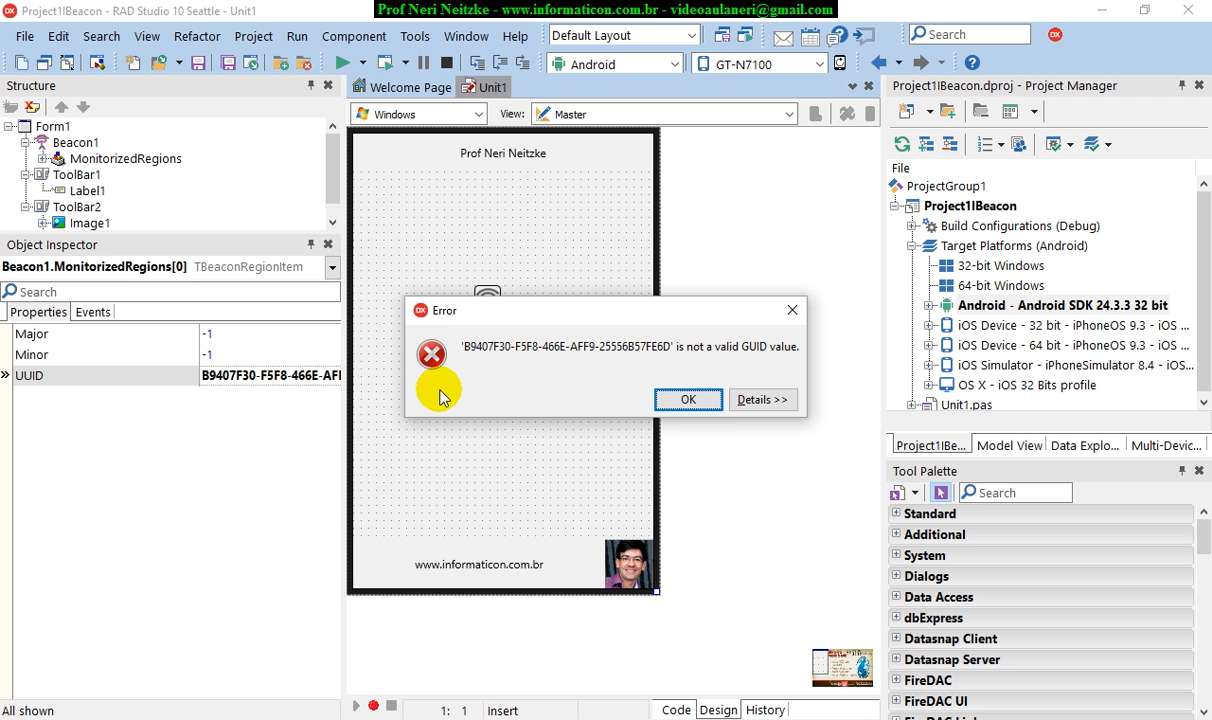 Project1IBeacon - RAD Studio 10 Seattle - Unit1
Prof Neri Neitzke - www.informaticon.com.br - videoaulaneri@gmail.com
File Edit Search View Refactor Project Run Component Tools Window Help
Default Layout
Search
Android
GT-N7100
Structure
Form1
Beacon1
MonitorizedRegions
ToolBar1
Label1
ToolBar2
Image1
Object Inspector
Beacon1.MonitorizedRegions[0] TBeaconRegionItem
Search
Properties Events
Major -1
Minor -1
UUID B9407F30-F5F8-466E-AFI
All shown
Welcome Page Unit1
Windows View: Master
Prof Neri Neitzke
Error
'B9407F30-F5F8-466E-AFF9-25556B57FE6D' is not a valid GUID value.
OK Details >>
www.informaticon.com.br
1: 1 Insert
Code Design History
Project1IBeacon.dproj - Project Manager
File
ProjectGroup1
Project1IBeacon
Build Configurations (Debug)
Target Platforms (Android)
32-bit Windows
64-bit Windows
Android - Android SDK 24.3.3 32 bit
iOS Device - 32 bit - iPhoneOS 9.3 - iOS ...
iOS Device - 64 bit - iPhoneOS 9.3 - iOS ...
iOS Simulator - iPhoneSimulator 8.4 - iOS...
OS X - iOS 32 Bits profile
Unit1.pas
Project1IBe... Model View Data Explo... Multi-Devic...
Tool Palette
Search
Standard
Additional
System
Dialogs
Data Access
dbExpress
Datasnap Client
Datasnap Server
FireDAC
FireDAC UI